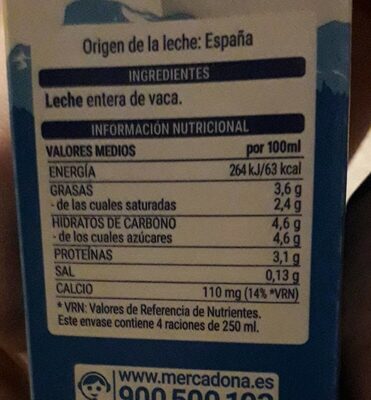 Origen de la leche: España
INGREDIENTES
Leche entera de vaca.
INFORMACIÓN NUTRICIONAL
VALORES MEDIOS por 100ml
ENERGÍA 264 kJ/63 kcal
GRASAS 3,6 g
- de las cuales saturadas 2,4 g
HIDRATOS DE CARBONO 4,6 g
- de los cuales azúcares 4,6 g
PROTEÍNAS 3,1 g
SAL 0,13 g
CALCIO 110 mg (14% *VRN)
* VRN: Valores de Referencia de Nutrientes.
Este envase contiene 4 raciones de 250 ml.
www.mercadona.es
900 500 103